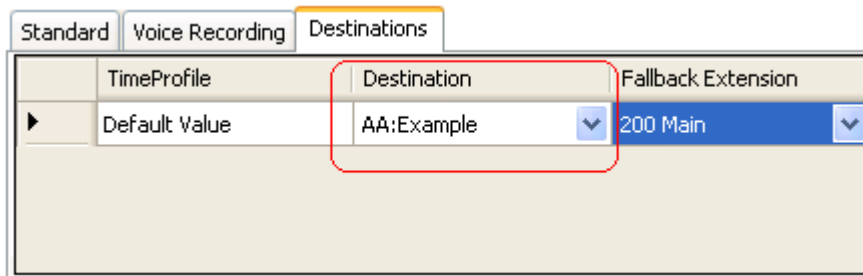 Standard Voice Recording Destinations
TimeProfile Destination Fallback Extension
Default Value AA:Example 200 Main